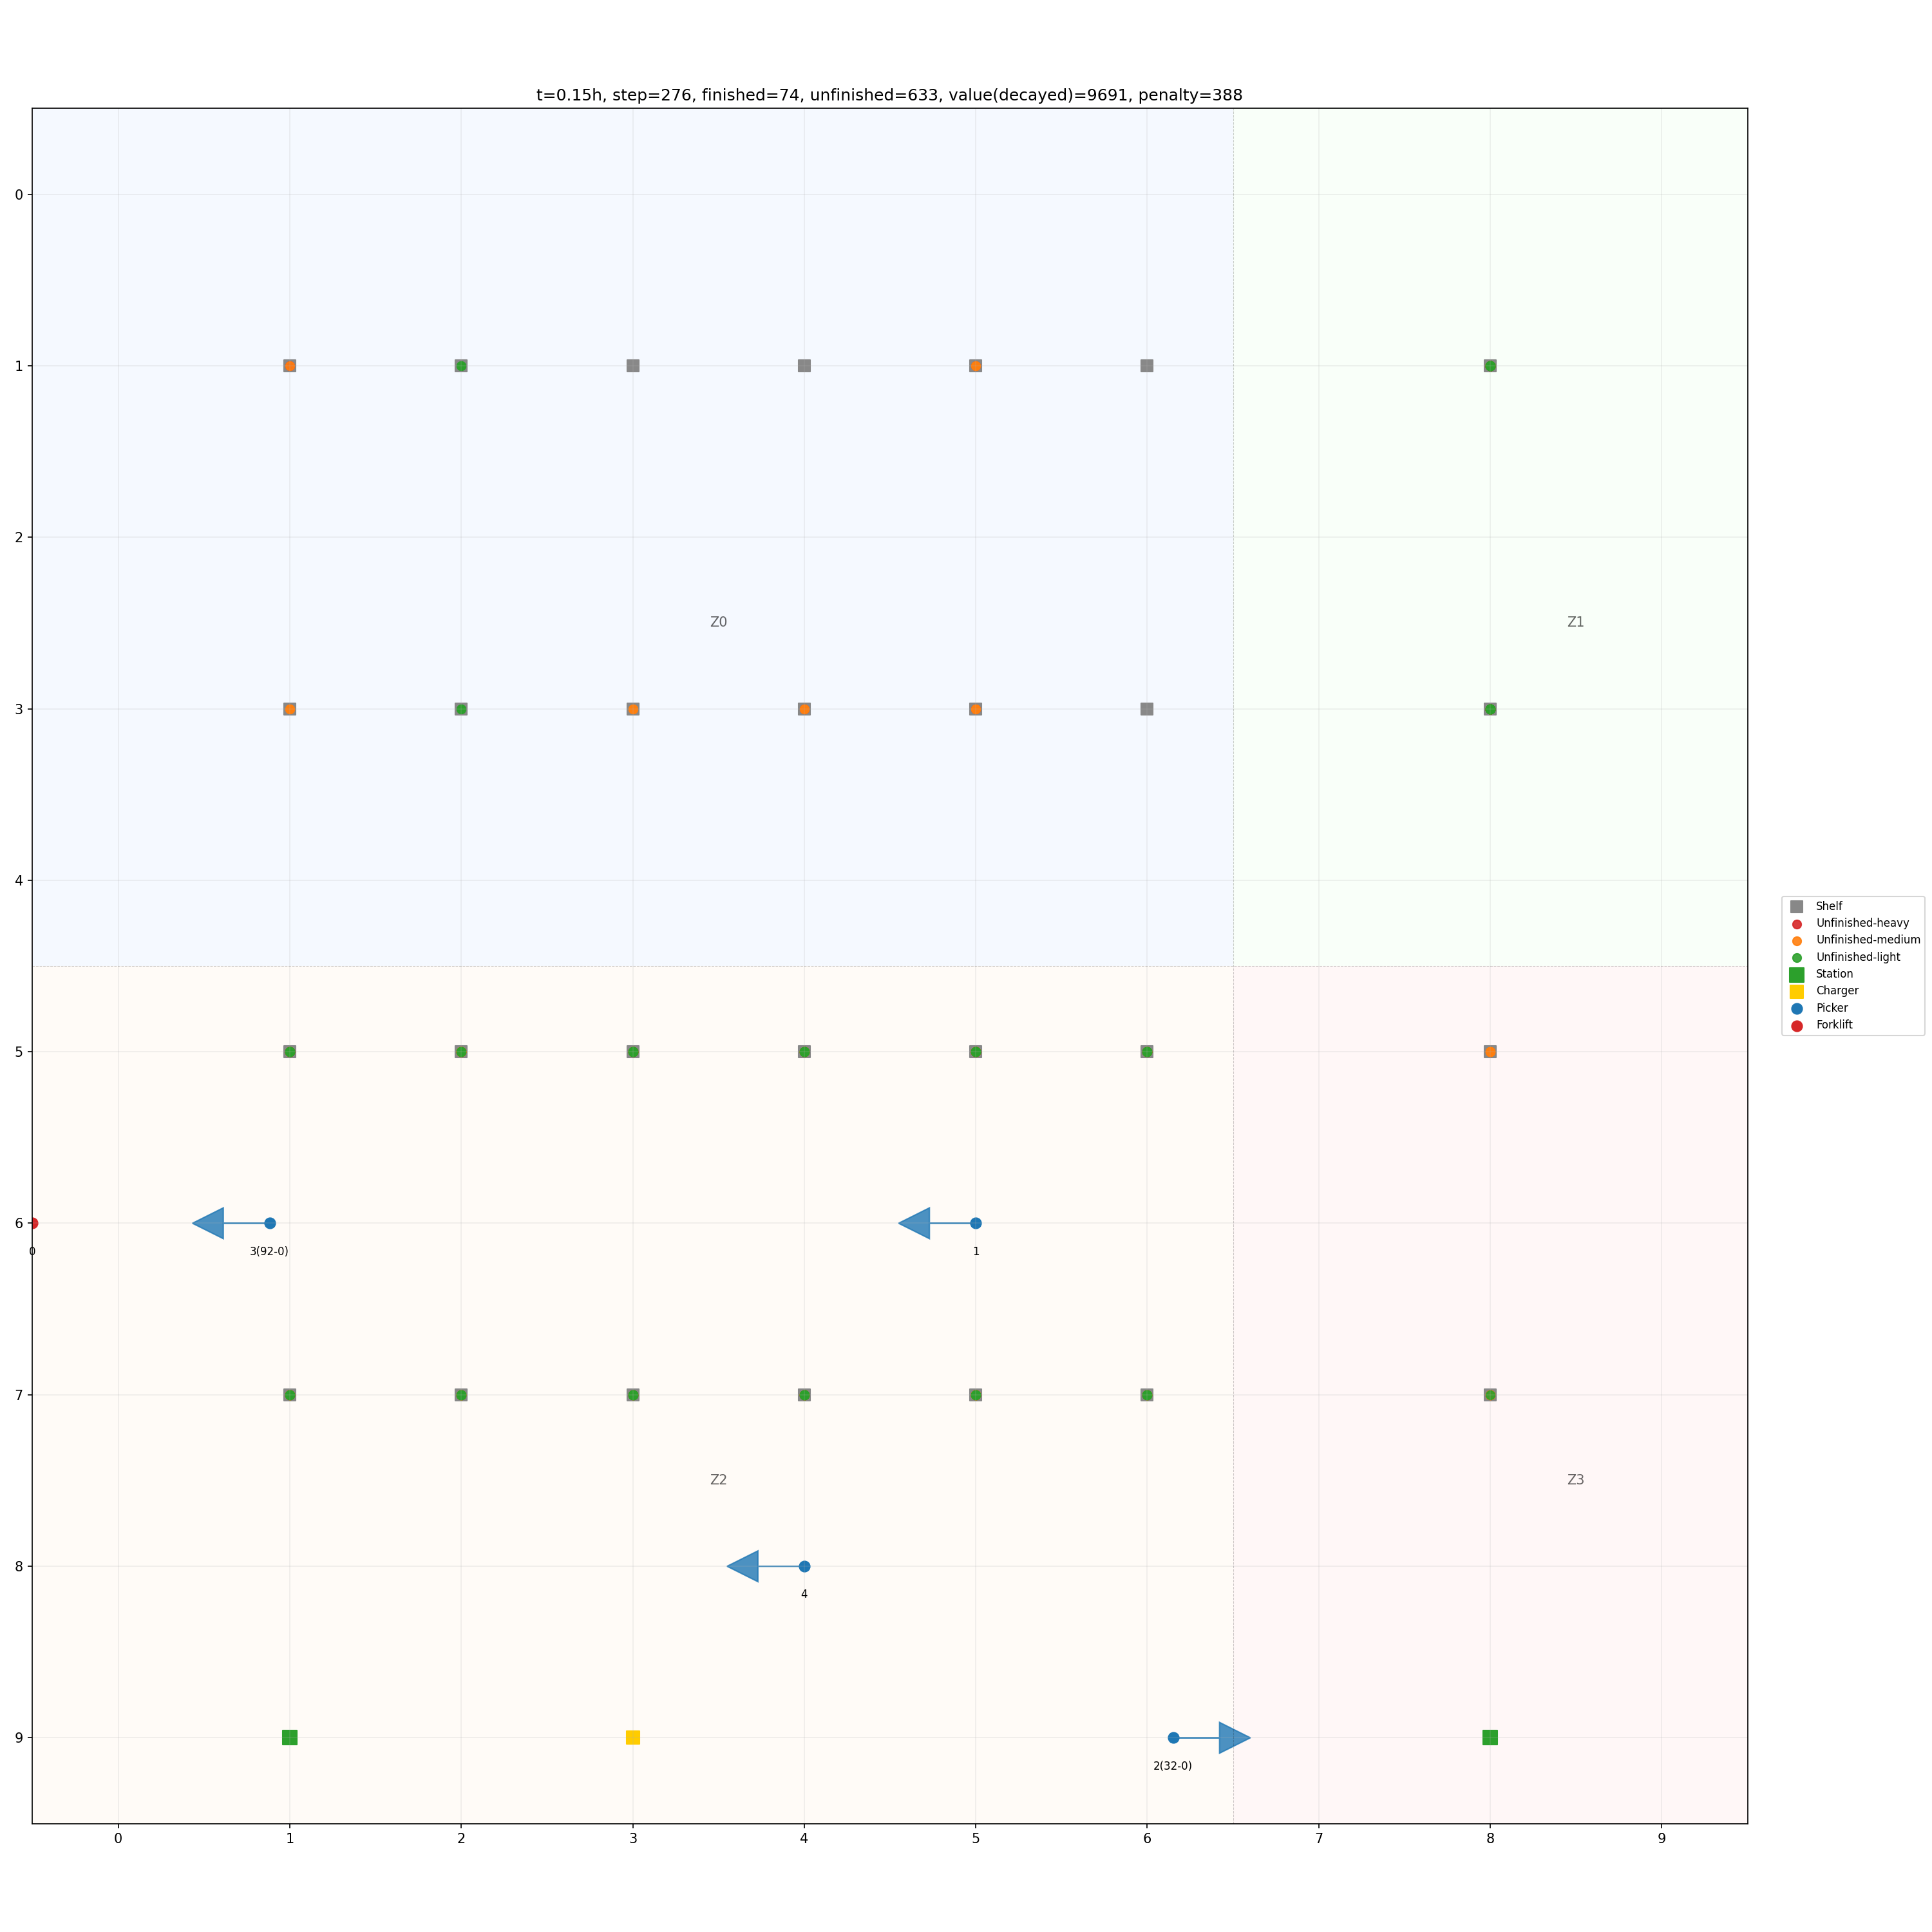 t=0.15h, step=276, finished=74, unfinished=633, value(decayed)=9691, penalty=388
0
1
2
Z0
Z1
3
4
Shelf
Unfinished-heavy
Unfinished-medium
Unfinished-light
Station
Charger
Picker
Forklift
5
6
0
3(92-0)
1
7
Z2
Z3
8
4
9
2(32-0)
0 1 2 3 4 5 6 7 8 9